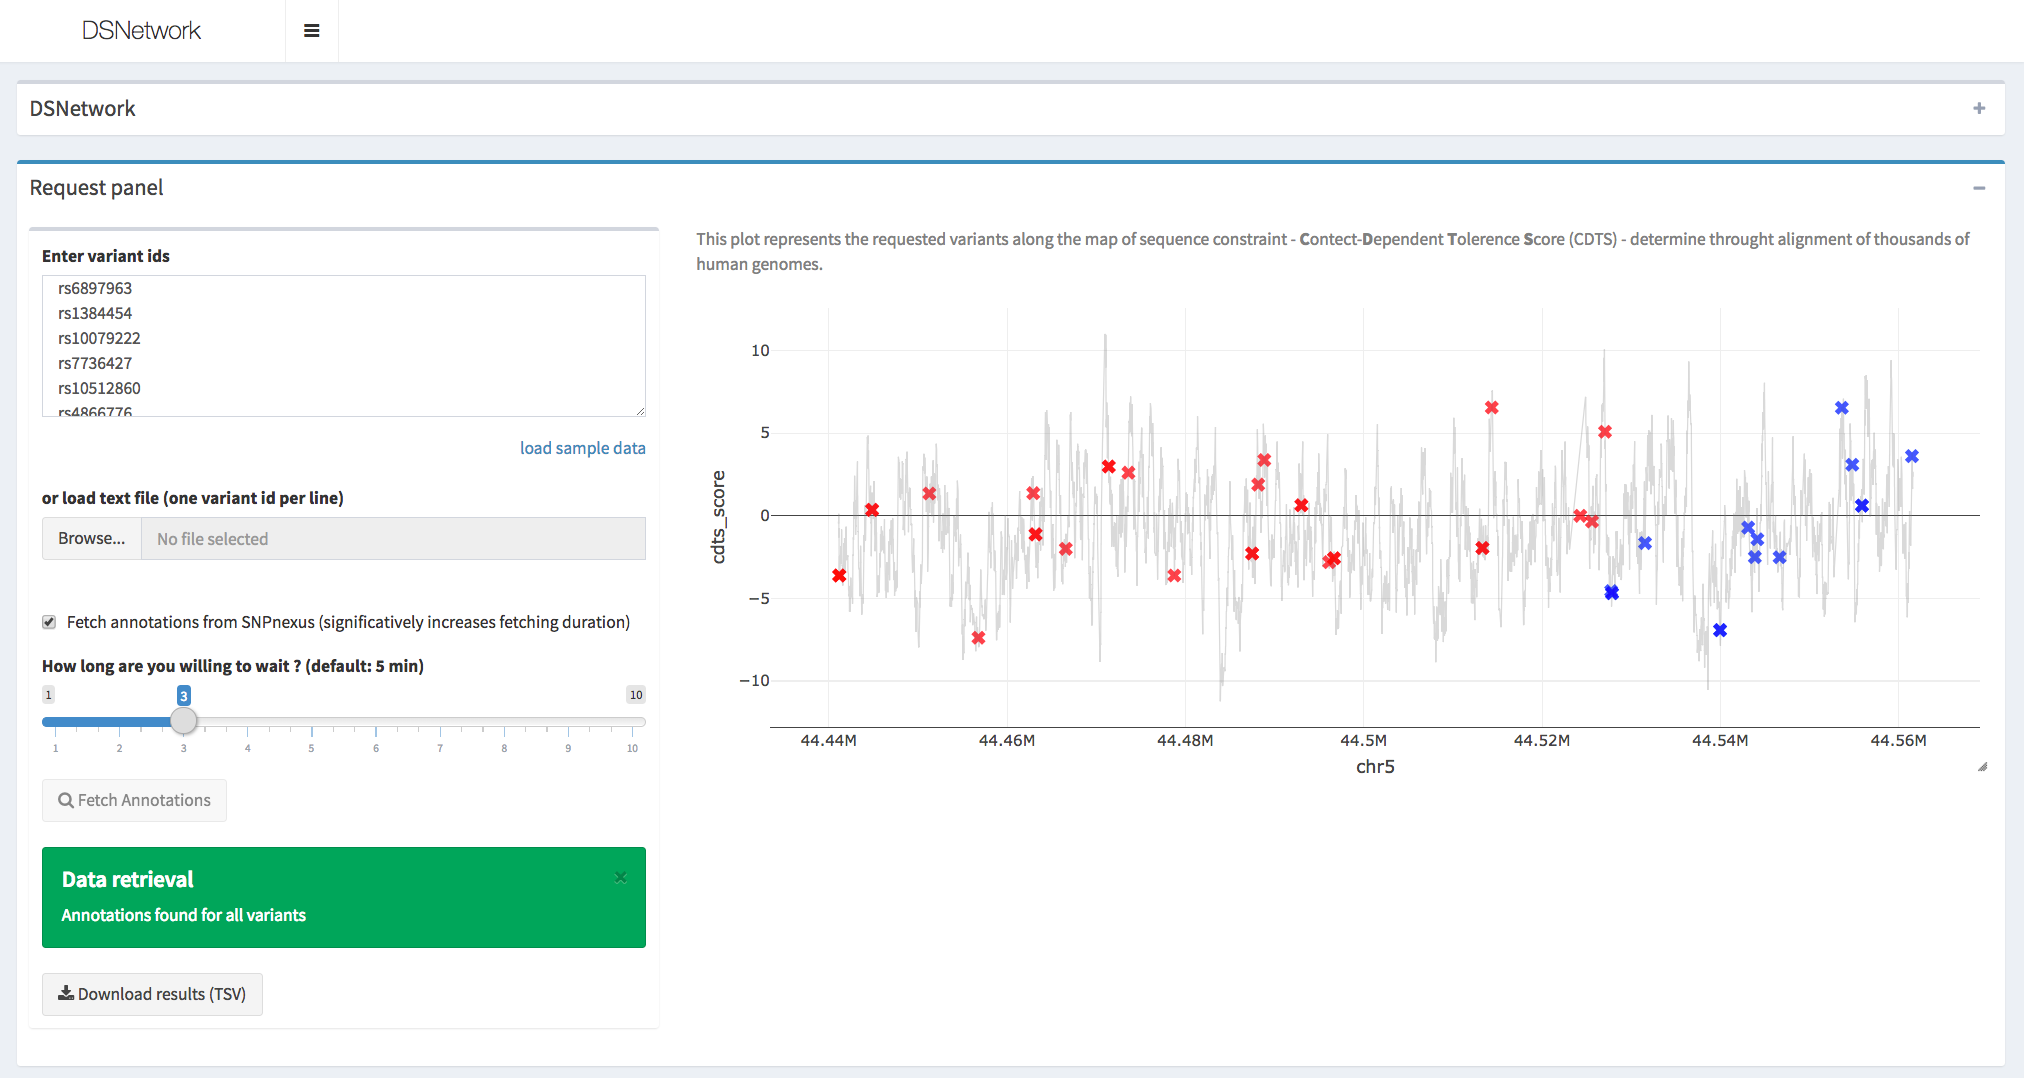 DSNetwork
DSNetwork
Request panel
Enter variant ids
rs6897963
rs1384454
rs10079222
rs7736427
rs10512860
rs4866776
load sample data
or load text file (one variant id per line)
Browse...
No file selected
Fetch annotations from SNPnexus (significatively increases fetching duration)
How long are you willing to wait ? (default: 5 min)
1 3 10
1 2 3 4 5 6 7 8 9 10
Fetch Annotations
Data retrieval
Annotations found for all variants
Download results (TSV)
This plot represents the requested variants along the map of sequence constraint - Contect-Dependent Tolerence Score (CDTS) - determine throught alignment of thousands of
human genomes.
cdts_score
10
5
0
−5
−10
44.44M 44.46M 44.48M 44.5M 44.52M 44.54M 44.56M
chr5